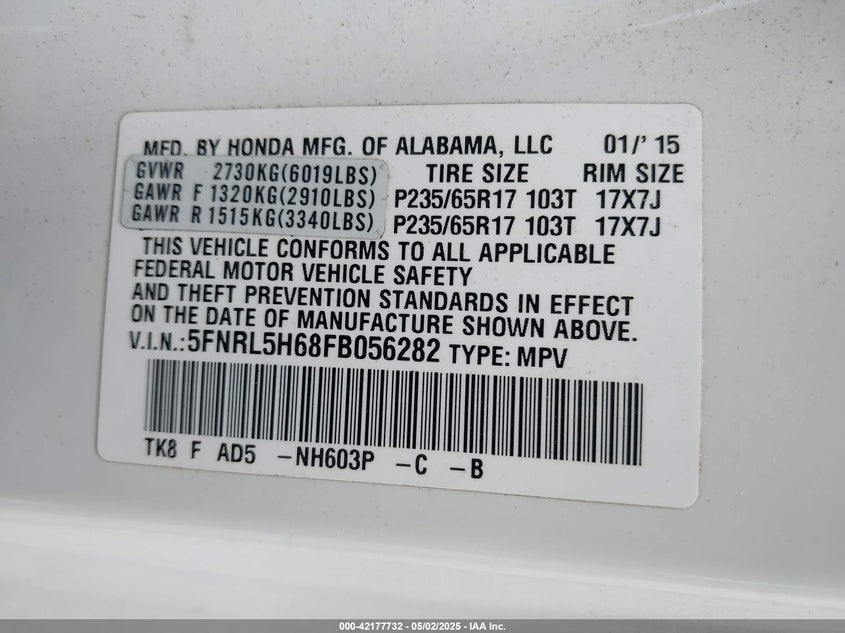 MFD. BY HONDA MFG. OF ALABAMA, LLC 01/' 15
GVWR 2730KG(6019LBS) TIRE SIZE RIM SIZE
GAWR F 1320KG(2910LBS) P235/65R17 103T 17X7J
GAWR R 1515KG(3340LBS) P235/65R17 103T 17X7J
THIS VEHICLE CONFORMS TO ALL APPLICABLE
FEDERAL MOTOR VEHICLE SAFETY
AND THEFT PREVENTION STANDARDS IN EFFECT
ON THE DATE OF MANUFACTURE SHOWN ABOVE.
V.I.N.:5FNRL5H68FB056282 TYPE: MPV
TK8 F AD5 -NH603P -C -B
000-42177732 - 05/02/2025 - IAA Inc.